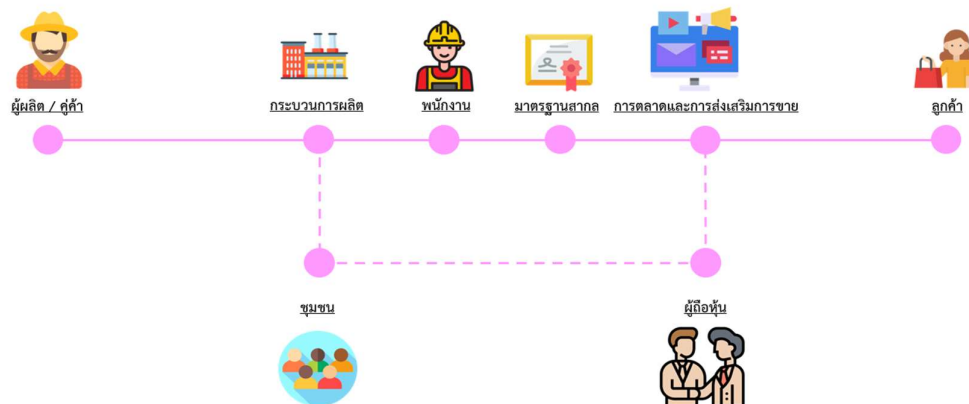 ผู้ผลิต / คู่ค้า
กระบวนการผลิต
พนักงาน
มาตรฐานสากล
การตลาดและการส่งเสริมการขาย
ลูกค้า
ชุมชน
ผู้ถือหุ้น